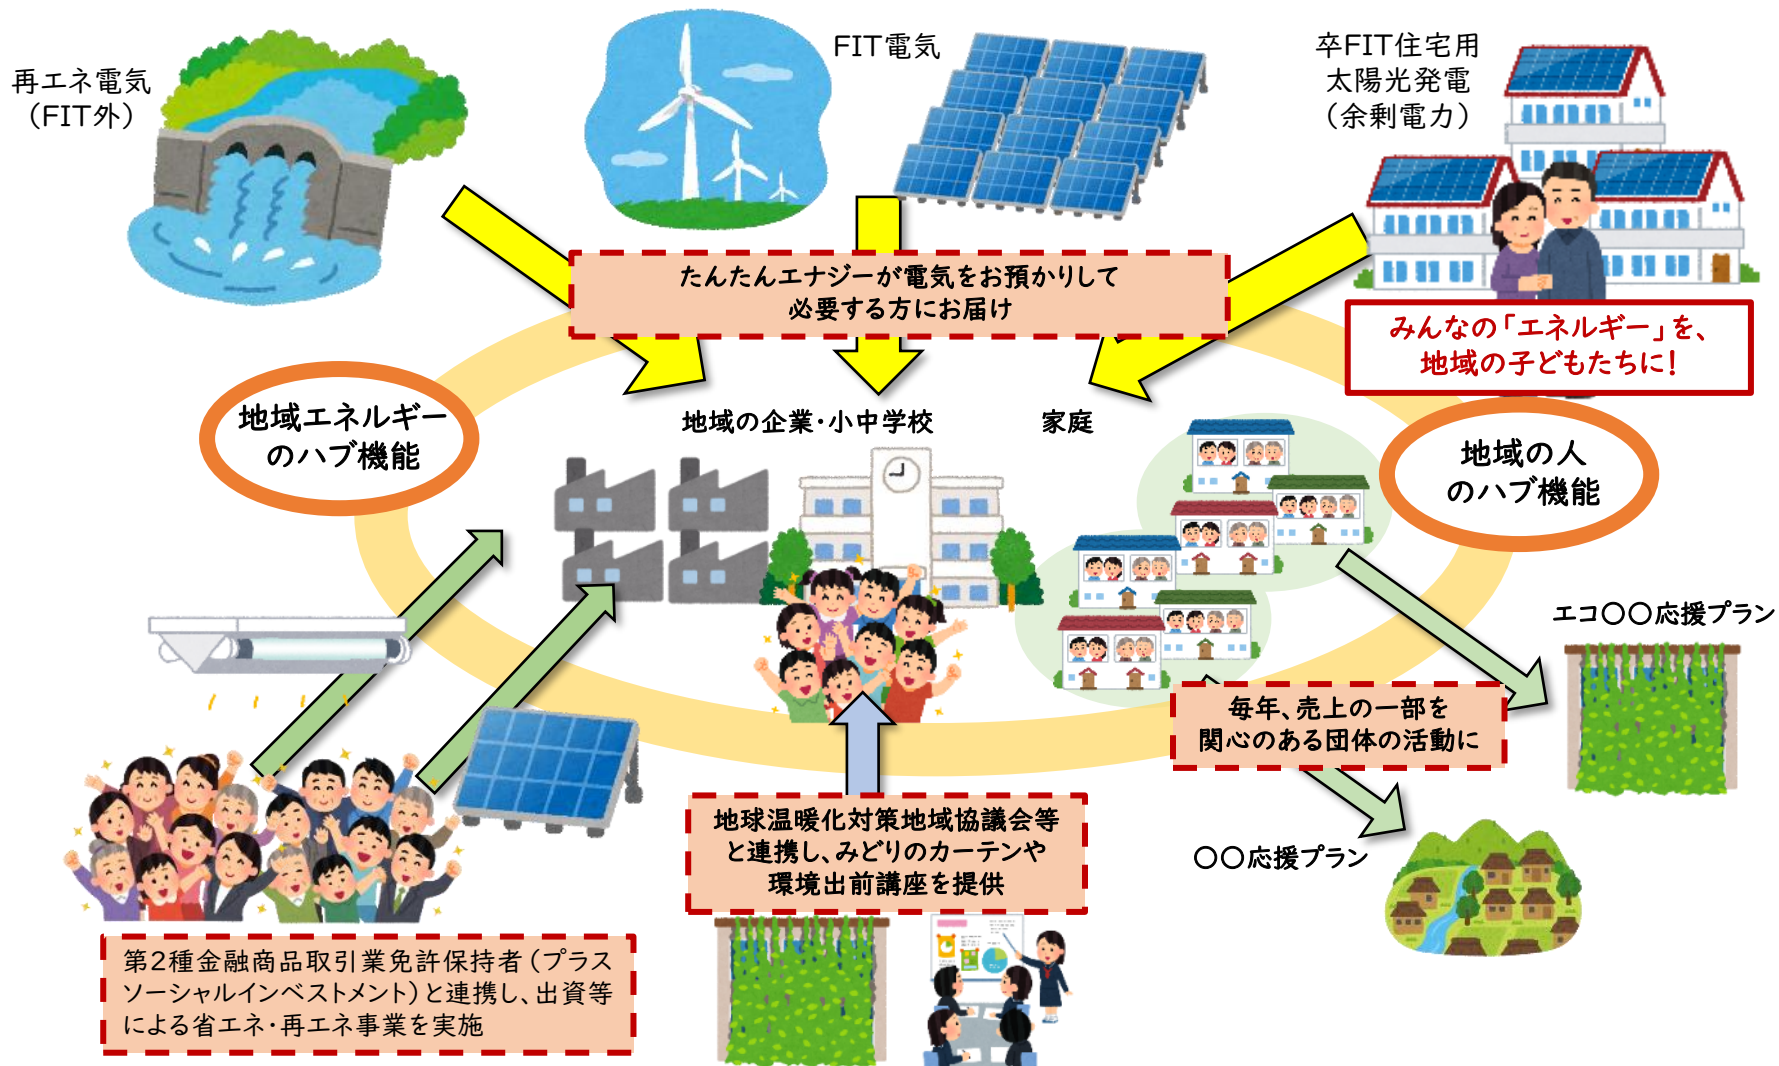 再エネ電気
（FIT外）
FIT電気
卒FIT住宅用
太陽光発電
（余剰電力）
たんたんエナジーが電気をお預かりして
必要する方にお届け
みんなの「エネルギー」を、
地域の子どもたちに！
地域エネルギー
のハブ機能
地域の企業・小中学校
家庭
地域の人
のハブ機能
エコ〇〇応援プラン
毎年、売上の一部を
関心のある団体の活動に
〇〇応援プラン
地球温暖化対策地域協議会等
と連携し、みどりのカーテンや
環境出前講座を提供
第2種金融商品取引業免許保持者（プラス
ソーシャルインベストメント）と連携し、出資等
による省エネ・再エネ事業を実施